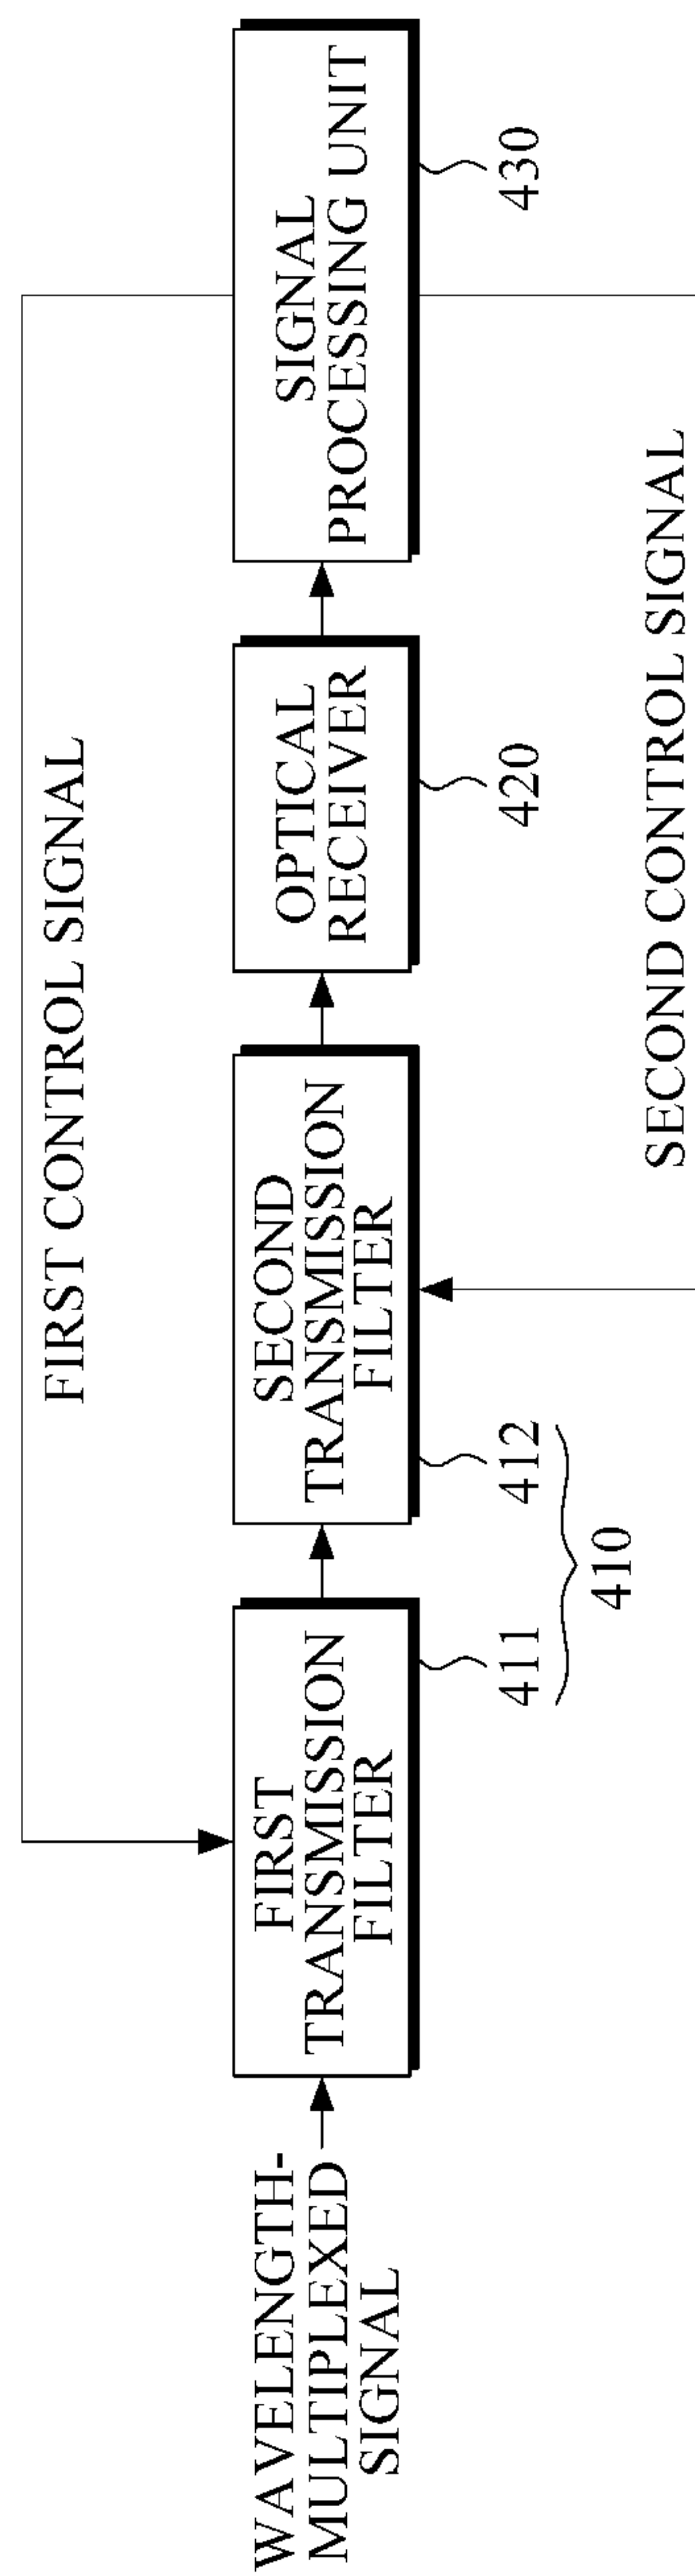 FIRST CONTROL SIGNAL
WAVELENGTH-
MULTIPLEXED
SIGNAL
FIRST
TRANSMISSION
FILTER
SECOND
TRANSMISSION
FILTER
OPTICAL
RECEIVER
SIGNAL
PROCESSING UNIT
411
412
420
430
410
SECOND CONTROL SIGNAL